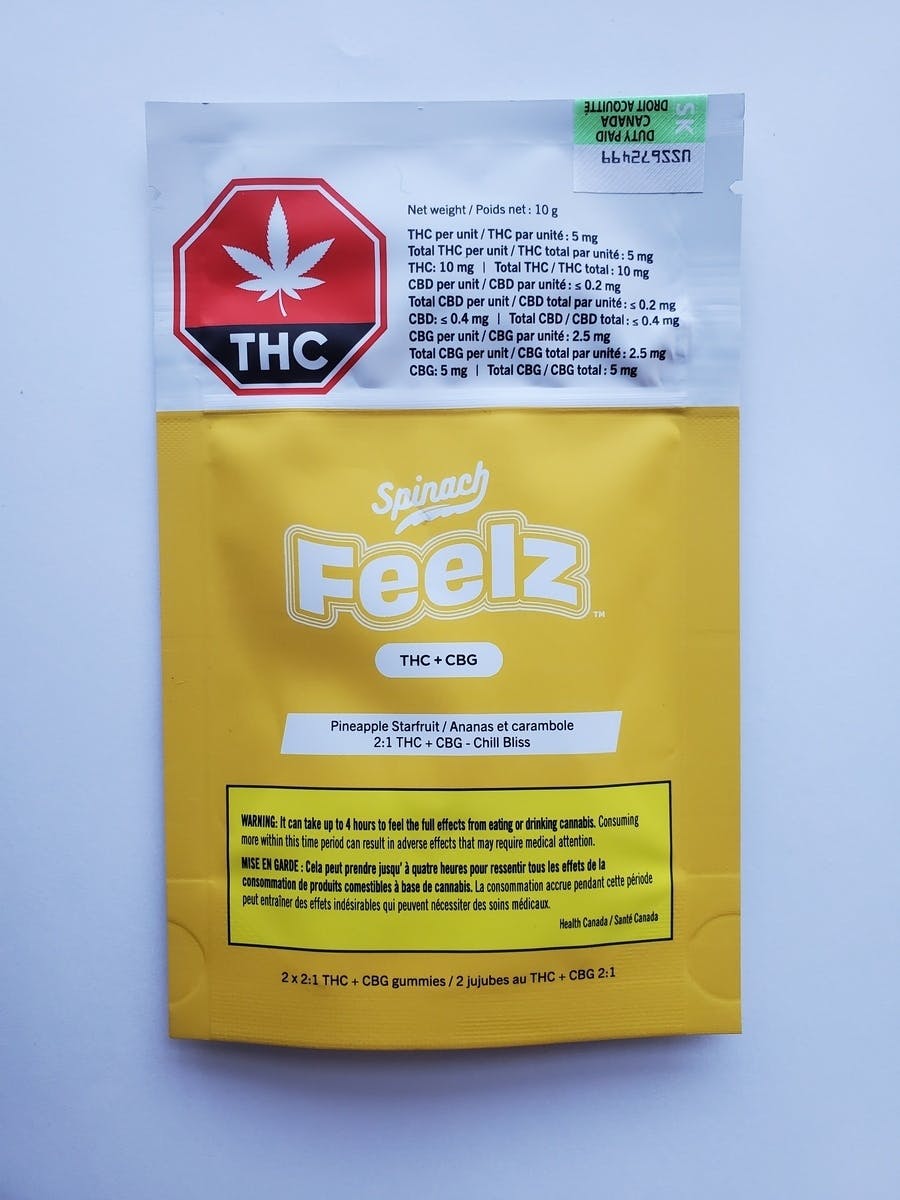 SK
DUTY PAID
CANADA
DROIT ACQUITTÉ
USS672499
THC
Net weight / Poids net : 10 g
THC per unit / THC par unité : 5 mg
Total THC per unit / THC total par unité : 5 mg
THC: 10 mg | Total THC / THC total : 10 mg
CBD per unit / CBD par unité : ≤ 0.2 mg
Total CBD per unit / CBD total par unité : ≤ 0.2 mg
CBD: ≤ 0.4 mg | Total CBD / CBD total : ≤ 0.4 mg
CBG per unit / CBG par unité : 2.5 mg
Total CBG per unit / CBG total par unité : 2.5 mg
CBG: 5 mg | Total CBG / CBG total : 5 mg
Spinach
Feelz™
THC + CBG
Pineapple Starfruit / Ananas et carambole
2:1 THC + CBG - Chill Bliss
WARNING: It can take up to 4 hours to feel the full effects from eating or drinking cannabis. Consuming
more within this time period can result in adverse effects that may require medical attention.
MISE EN GARDE : Cela peut prendre jusqu' à quatre heures pour ressentir tous les effets de la
consommation de produits comestibles à base de cannabis. La consommation accrue pendant cette période
peut entraîner des effets indésirables qui peuvent nécessiter des soins médicaux.
Health Canada / Santé Canada
2 x 2:1 THC + CBG gummies / 2 jujubes au THC + CBG 2:1